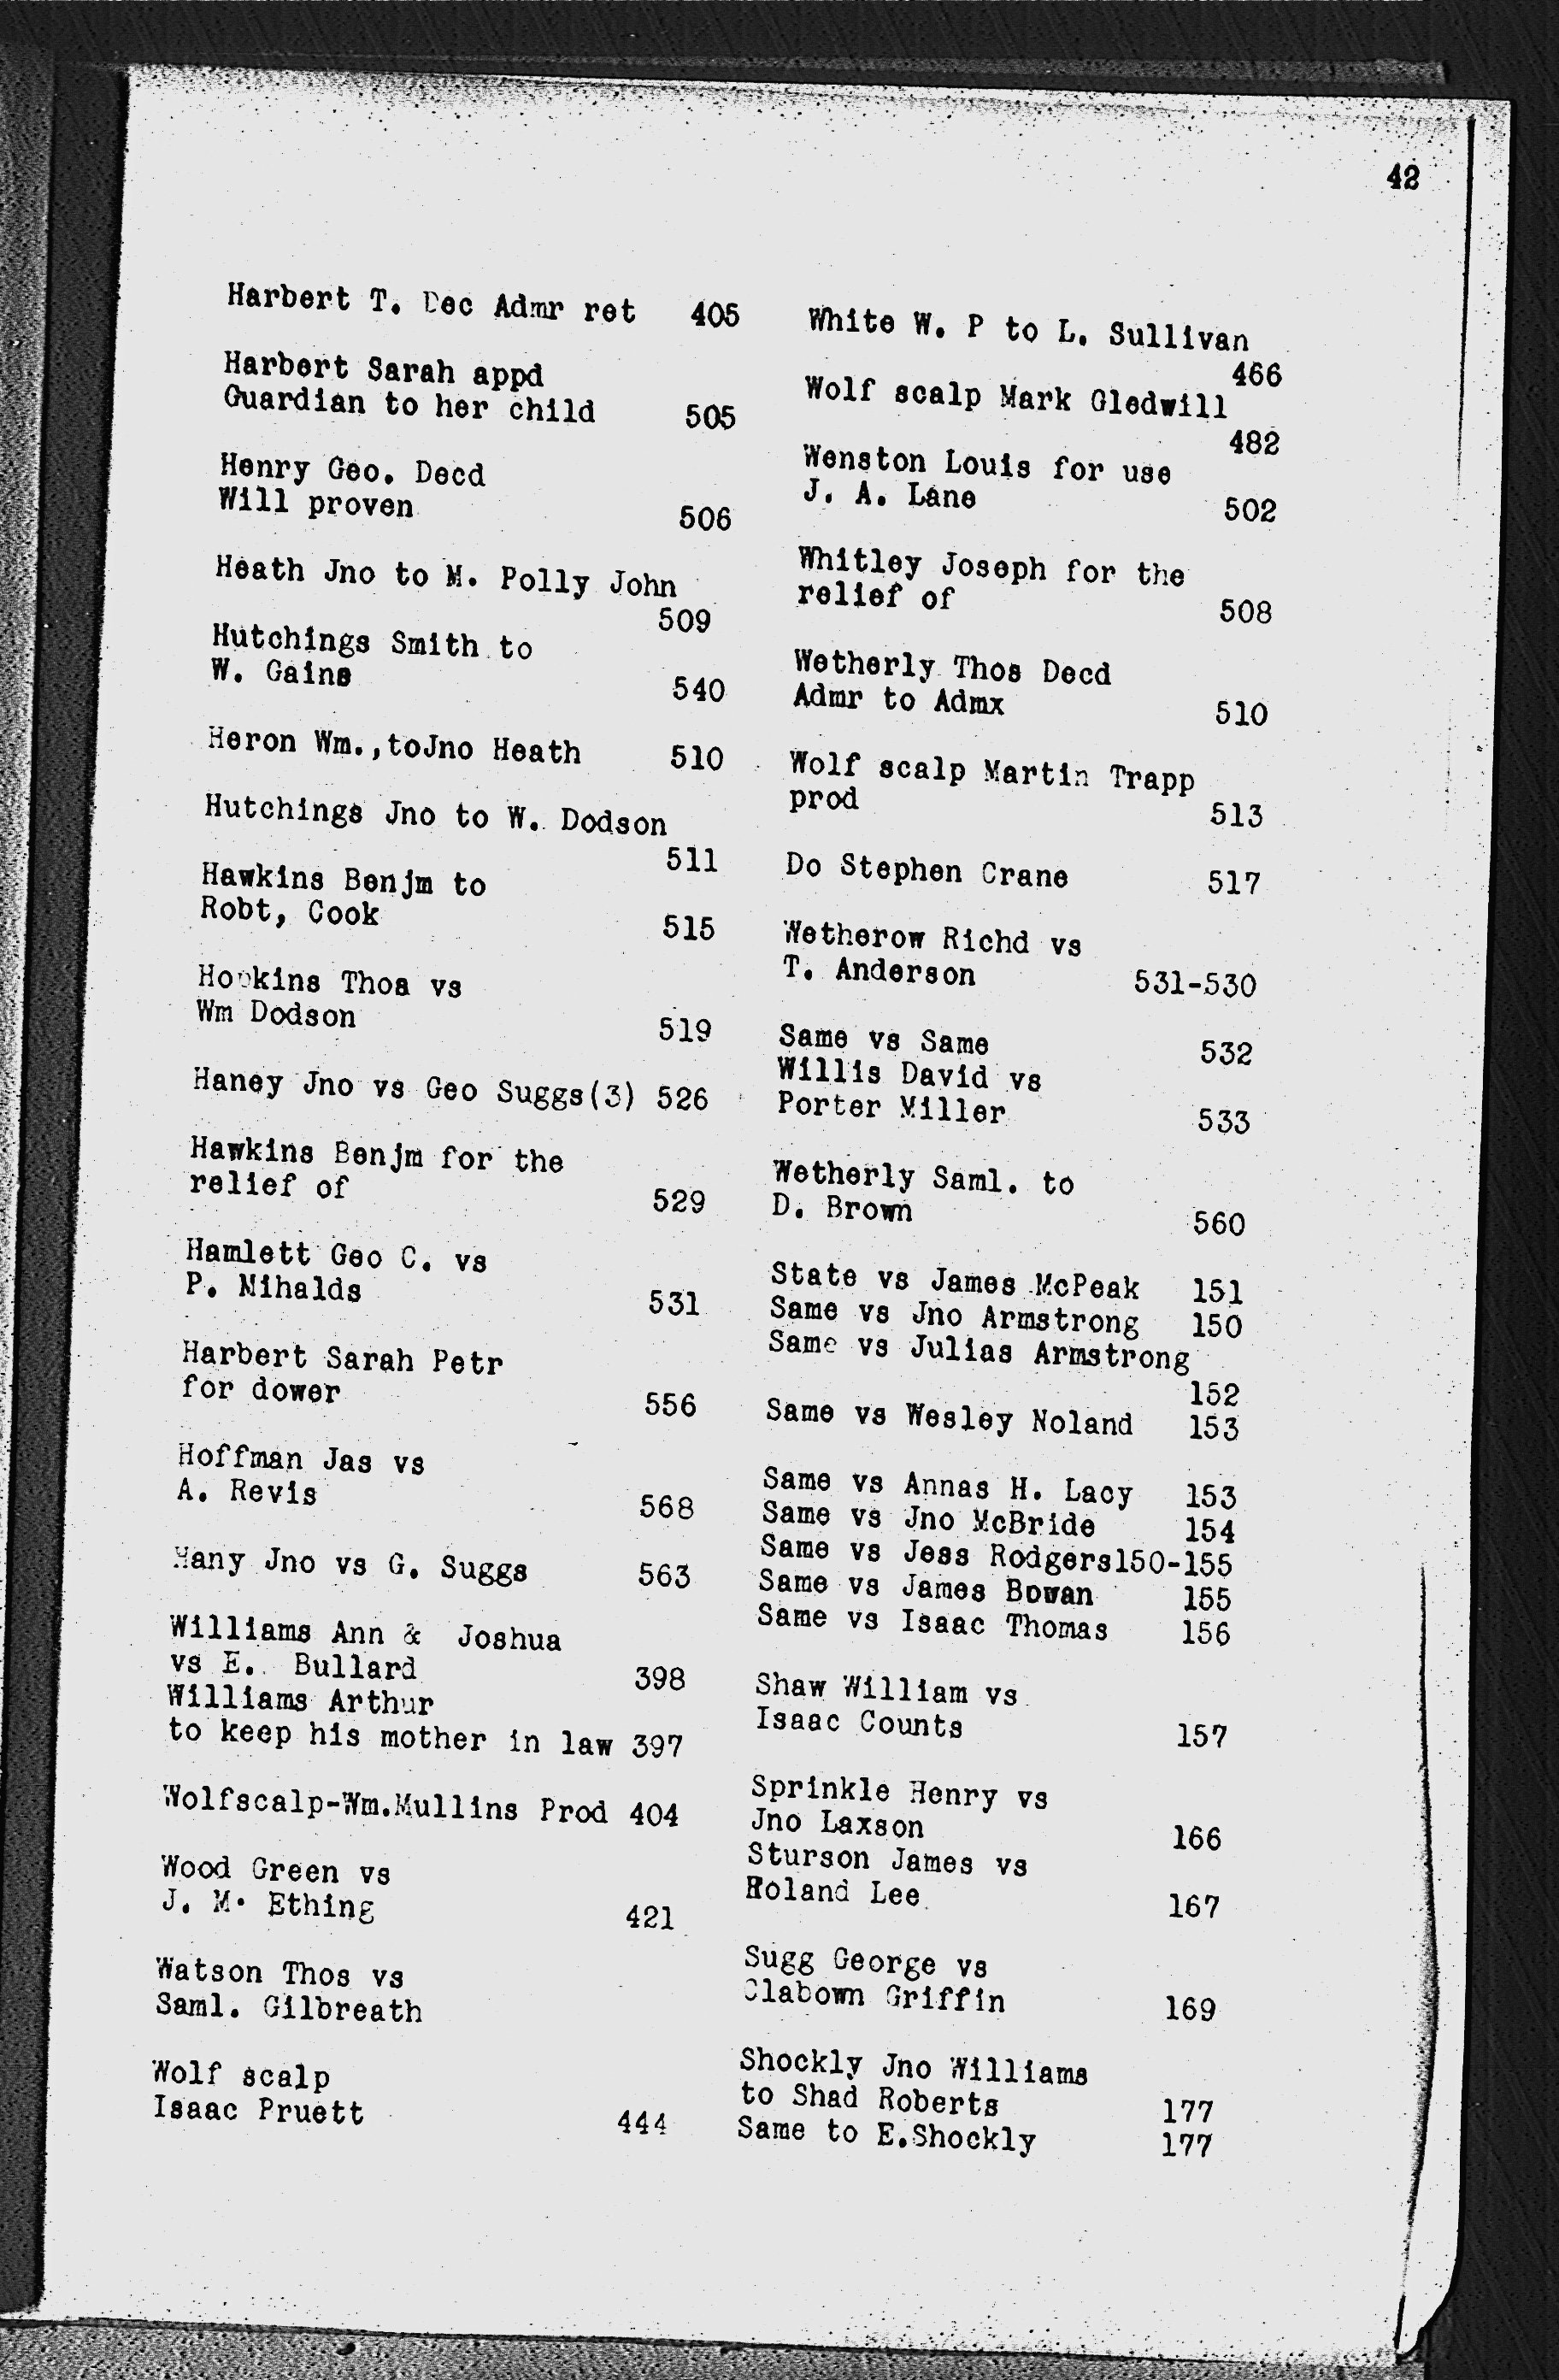 42
Harbert T. Dec Admr ret 405
Harbert Sarah appd
Guardian to her child 505
Henry Geo. Decd
Will proven 506
Heath Jno to M. Polly John
509
Hutchings Smith to
W. Gains 540
Heron Wm.,toJno Heath 510
Hutchings Jno to W. Dodson
511
Hawkins Benjm to
Robt, Cook 515
Hopkins Thos vs
Wm Dodson 519
Haney Jno vs Geo Suggs(3) 526
Hawkins Benjm for the
relief of 529
Hamlett Geo C. vs
P. Nihalds 531
Harbert Sarah Petr
for dower 556
Hoffman Jas vs
A. Revis 568
Hany Jno vs G. Suggs 563
Williams Ann & Joshua
vs E. Bullard 398
Williams Arthur
to keep his mother in law 397
Wolfscalp-Wm.Mullins Prod 404
Wood Green vs
J. M. Ething 421
Watson Thos vs
Saml. Gilbreath
Wolf scalp
Isaac Pruett 444
White W. P to L. Sullivan
466
Wolf scalp Mark Gledwill
482
Wenston Louis for use
J. A. Lane 502
Whitley Joseph for the
relief of 508
Wetherly Thos Decd
Admr to Admx 510
Wolf scalp Martin Trapp
prod 513
Do Stephen Crane 517
Wetherow Richd vs
T. Anderson 531-530
Same vs Same 532
Willis David vs
Porter Miller 533
Wetherly Saml. to
D. Brown 560
State vs James McPeak 151
Same vs Jno Armstrong 150
Same vs Julias Armstrong
152
Same vs Wesley Noland 153
Same vs Annas H. Lacy 153
Same vs Jno McBride 154
Same vs Jess Rodgers150-155
Same vs James Bowan 155
Same vs Isaac Thomas 156
Shaw William vs
Isaac Counts 157
Sprinkle Henry vs
Jno Laxson 166
Sturson James vs
Roland Lee 167
Sugg George vs
Clabown Griffin 169
Shockly Jno Williams
to Shad Roberts 177
Same to E.Shockly 177